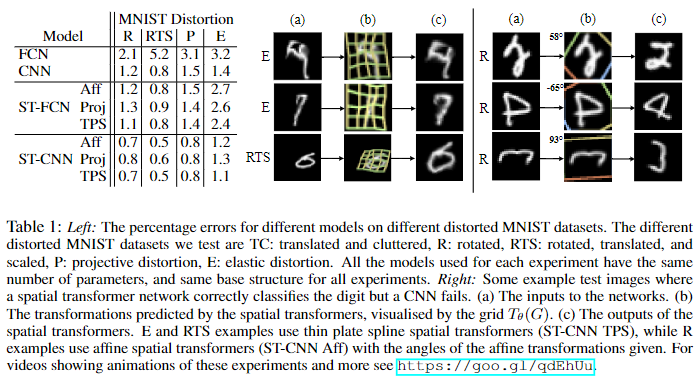 MNIST Distortion
Model R RTS P E
FCN 2.1 5.2 3.1 3.2
CNN 1.2 0.8 1.5 1.4
Aff 1.2 0.8 1.5 2.7
ST-FCN Proj 1.3 0.9 1.4 2.6
TPS 1.1 0.8 1.4 2.4
Aff 0.7 0.5 0.8 1.2
ST-CNN Proj 0.8 0.6 0.8 1.3
TPS 0.7 0.5 0.8 1.1
(a) (b) (c)
E
E
RTS
(a) (b) (c)
R 58°
R -65°
R 93°
Table 1: Left: The percentage errors for different models on different distorted MNIST datasets. The different
distorted MNIST datasets we test are TC: translated and cluttered, R: rotated, RTS: rotated, translated, and
scaled, P: projective distortion, E: elastic distortion. All the models used for each experiment have the same
number of parameters, and same base structure for all experiments. Right: Some example test images where
a spatial transformer network correctly classifies the digit but a CNN fails. (a) The inputs to the networks. (b)
The transformations predicted by the spatial transformers, visualised by the grid Tθ(G). (c) The outputs of the
spatial transformers. E and RTS examples use thin plate spline spatial transformers (ST-CNN TPS), while R
examples use affine spatial transformers (ST-CNN Aff) with the angles of the affine transformations given. For
videos showing animations of these experiments and more see https://goo.gl/qdEhUu.